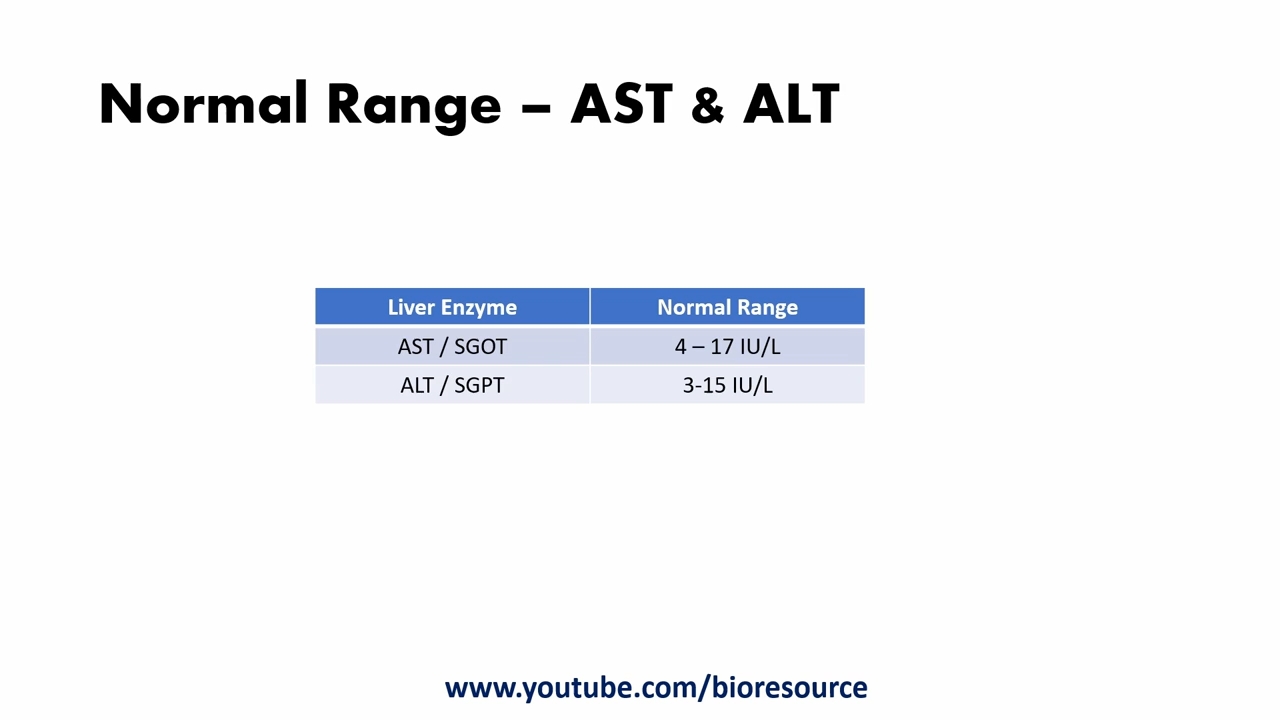 Normal Range – AST & ALT
Liver Enzyme Normal Range
AST / SGOT 4 – 17 IU/L
ALT / SGPT 3-15 IU/L
www.youtube.com/bioresource